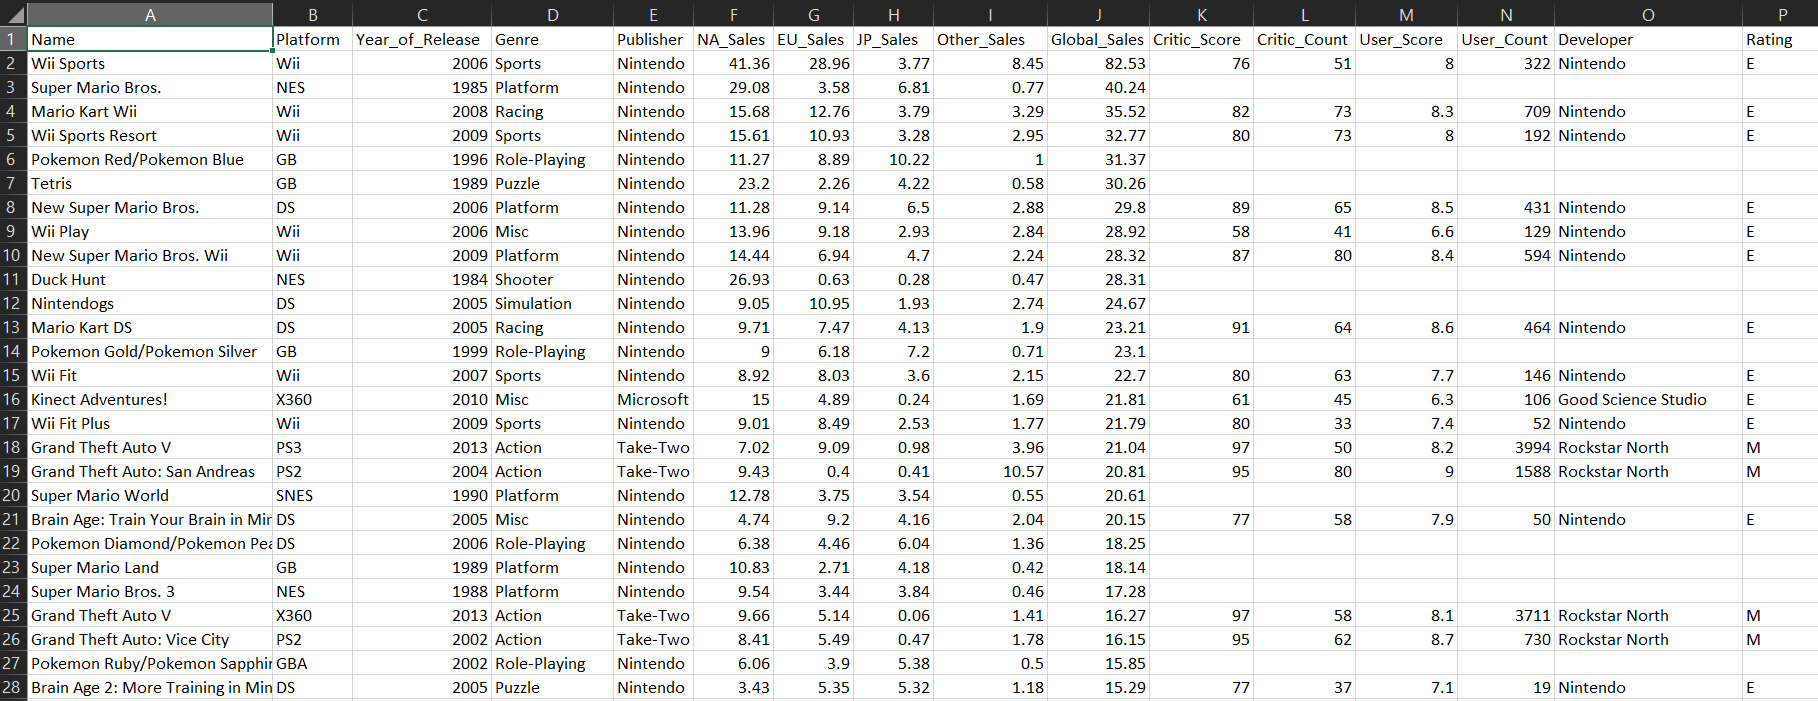 A B C D E F G H I J K L M N O P
1 Name Platform Year_of_Release Genre Publisher NA_Sales EU_Sales JP_Sales Other_Sales Global_Sales Critic_Score Critic_Count User_Score User_Count Developer Rating
2 Wii Sports Wii 2006 Sports Nintendo 41.36 28.96 3.77 8.45 82.53 76 51 8 322 Nintendo E
3 Super Mario Bros. NES 1985 Platform Nintendo 29.08 3.58 6.81 0.77 40.24
4 Mario Kart Wii Wii 2008 Racing Nintendo 15.68 12.76 3.79 3.29 35.52 82 73 8.3 709 Nintendo E
5 Wii Sports Resort Wii 2009 Sports Nintendo 15.61 10.93 3.28 2.95 32.77 80 73 8 192 Nintendo E
6 Pokemon Red/Pokemon Blue GB 1996 Role-Playing Nintendo 11.27 8.89 10.22 1 31.37
7 Tetris GB 1989 Puzzle Nintendo 23.2 2.26 4.22 0.58 30.26
8 New Super Mario Bros. DS 2006 Platform Nintendo 11.28 9.14 6.5 2.88 29.8 89 65 8.5 431 Nintendo E
9 Wii Play Wii 2006 Misc Nintendo 13.96 9.18 2.93 2.84 28.92 58 41 6.6 129 Nintendo E
10 New Super Mario Bros. Wii Wii 2009 Platform Nintendo 14.44 6.94 4.7 2.24 28.32 87 80 8.4 594 Nintendo E
11 Duck Hunt NES 1984 Shooter Nintendo 26.93 0.63 0.28 0.47 28.31
12 Nintendogs DS 2005 Simulation Nintendo 9.05 10.95 1.93 2.74 24.67
13 Mario Kart DS DS 2005 Racing Nintendo 9.71 7.47 4.13 1.9 23.21 91 64 8.6 464 Nintendo E
14 Pokemon Gold/Pokemon Silver GB 1999 Role-Playing Nintendo 9 6.18 7.2 0.71 23.1
15 Wii Fit Wii 2007 Sports Nintendo 8.92 8.03 3.6 2.15 22.7 80 63 7.7 146 Nintendo E
16 Kinect Adventures! X360 2010 Misc Microsoft 15 4.89 0.24 1.69 21.81 61 45 6.3 106 Good Science Studio E
17 Wii Fit Plus Wii 2009 Sports Nintendo 9.01 8.49 2.53 1.77 21.79 80 33 7.4 52 Nintendo E
18 Grand Theft Auto V PS3 2013 Action Take-Two 7.02 9.09 0.98 3.96 21.04 97 50 8.2 3994 Rockstar North M
19 Grand Theft Auto: San Andreas PS2 2004 Action Take-Two 9.43 0.4 0.41 10.57 20.81 95 80 9 1588 Rockstar North M
20 Super Mario World SNES 1990 Platform Nintendo 12.78 3.75 3.54 0.55 20.61
21 Brain Age: Train Your Brain in Mir DS 2005 Misc Nintendo 4.74 9.2 4.16 2.04 20.15 77 58 7.9 50 Nintendo E
22 Pokemon Diamond/Pokemon Pea DS 2006 Role-Playing Nintendo 6.38 4.46 6.04 1.36 18.25
23 Super Mario Land GB 1989 Platform Nintendo 10.83 2.71 4.18 0.42 18.14
24 Super Mario Bros. 3 NES 1988 Platform Nintendo 9.54 3.44 3.84 0.46 17.28
25 Grand Theft Auto V X360 2013 Action Take-Two 9.66 5.14 0.06 1.41 16.27 97 58 8.1 3711 Rockstar North M
26 Grand Theft Auto: Vice City PS2 2002 Action Take-Two 8.41 5.49 0.47 1.78 16.15 95 62 8.7 730 Rockstar North M
27 Pokemon Ruby/Pokemon Sapphir GBA 2002 Role-Playing Nintendo 6.06 3.9 5.38 0.5 15.85
28 Brain Age 2: More Training in Min DS 2005 Puzzle Nintendo 3.43 5.35 5.32 1.18 15.29 77 37 7.1 19 Nintendo E